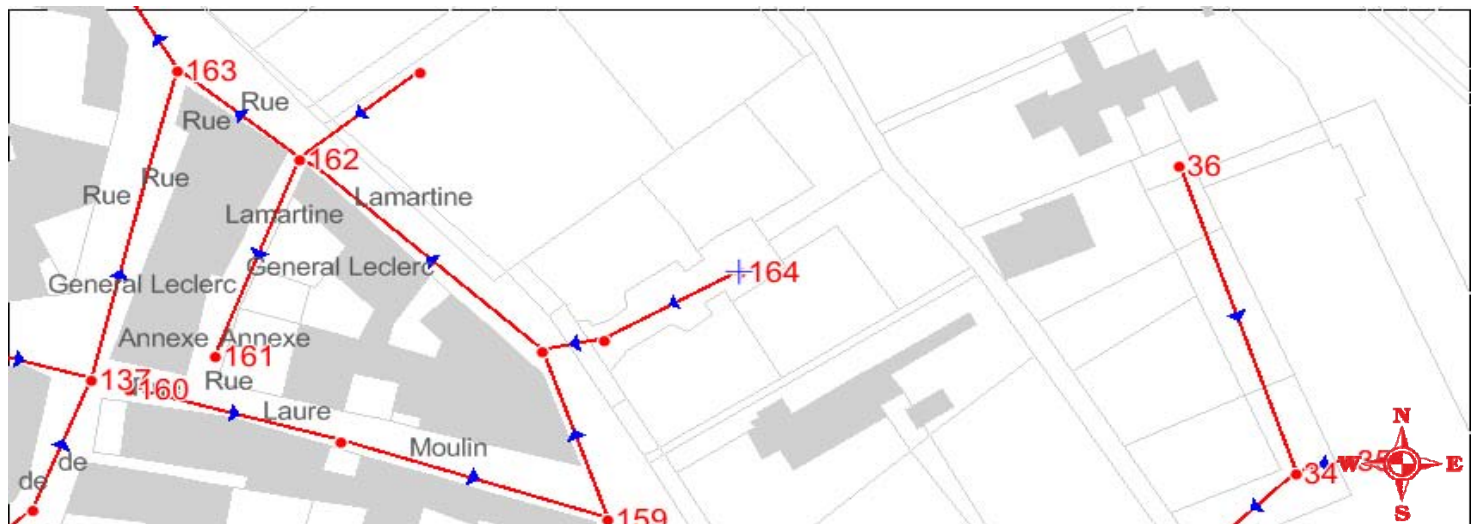 163
Rue
Rue
162
36
Rue Rue
Lamartine
Lamartine
General Leclerc
164
General Leclerc
Annexe Annexe
161
137
160
Rue
Laure
Moulin
de
de
159
34
35
N
W E
S